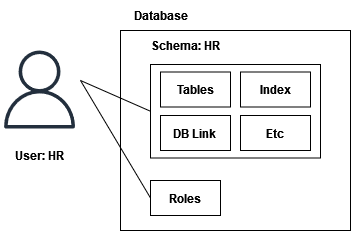 Database
Schema: HR
Tables
Index
DB Link
Etc
User: HR
Roles